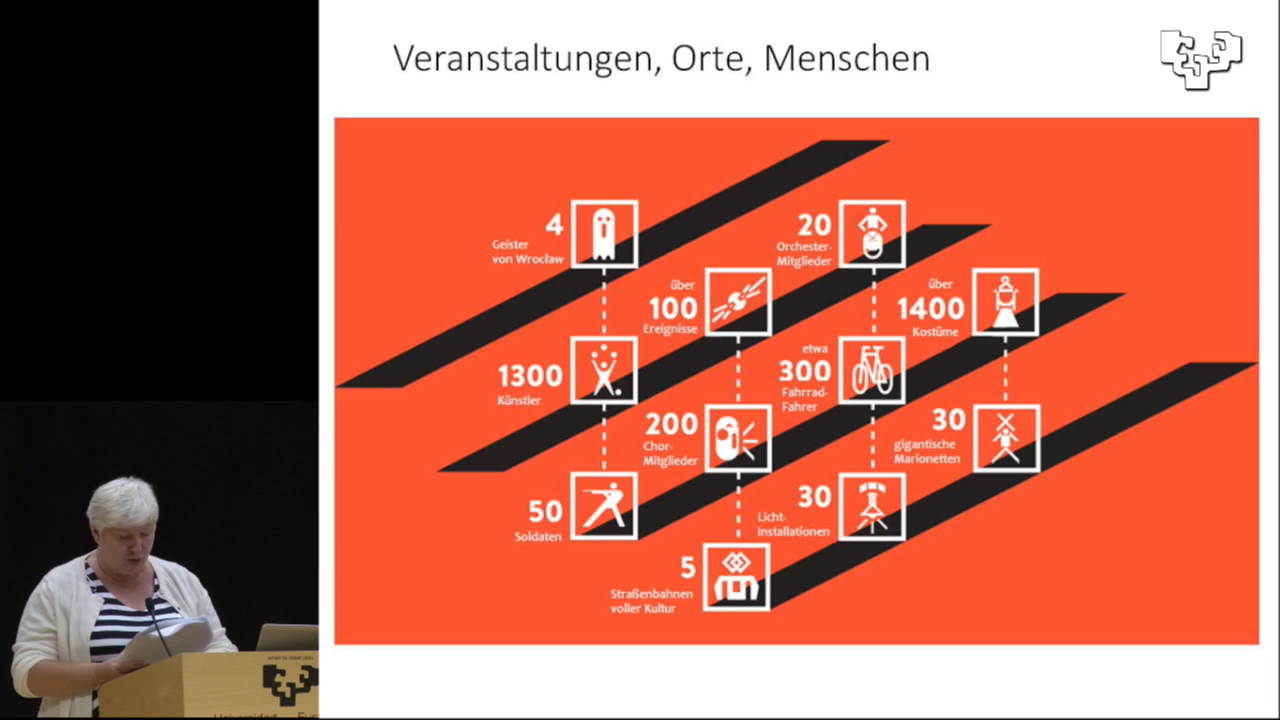 Veranstaltungen, Orte, Menschen
4
Geister
von Wrocław
20
Orchester-
Mitglieder
über
100
Ereignisse
über
1400
Kostüme
1300
Künstler
etwa
300
Fahrrad-
Fahrer
200
Chor-
Mitglieder
30
gigantische
Marionetten
50
Soldaten
30
Licht-
Installationen
5
Straßenbahnen
voller Kultur
Universidad